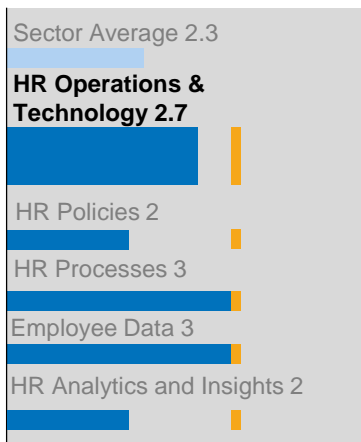 Sector Average 2.3
HR Operations &
Technology 2.7
HR Policies 2
HR Processes 3
Employee Data 3
HR Analytics and Insights 2